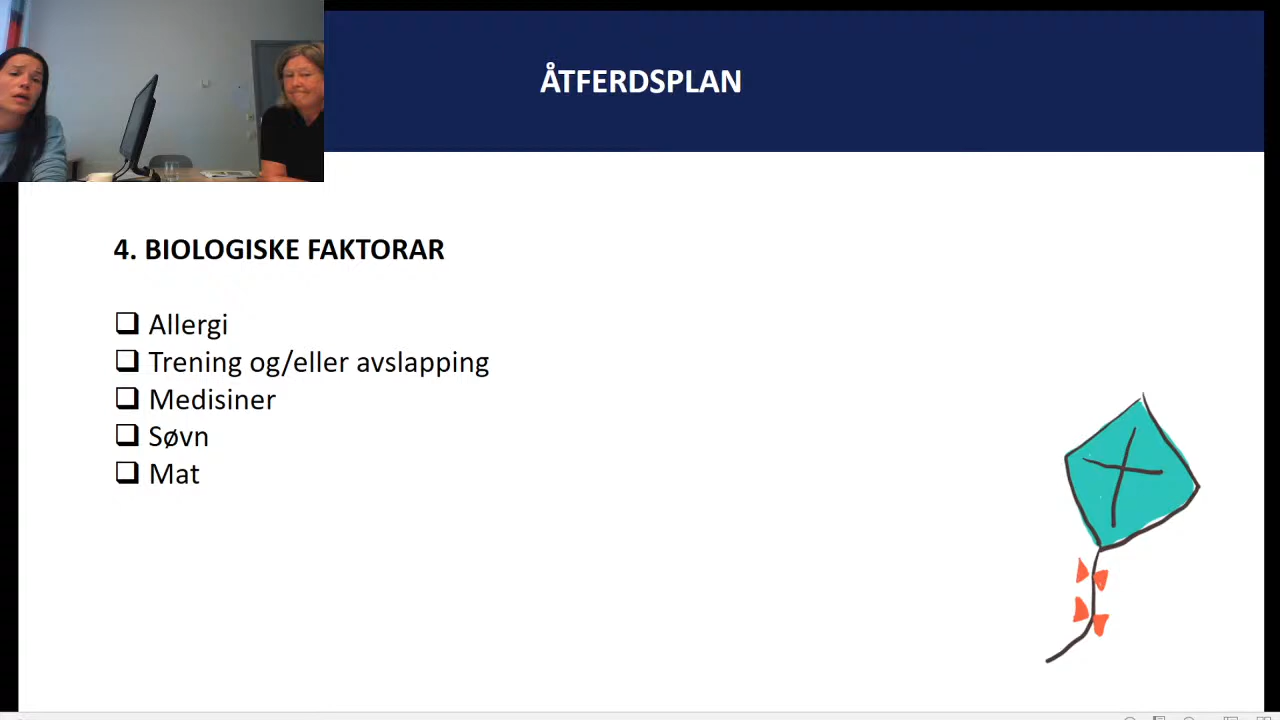 ÅTFERDSPLAN
4. BIOLOGISKE FAKTORAR
Allergi
Trening og/eller avslapping
Medisiner
Søvn
Mat